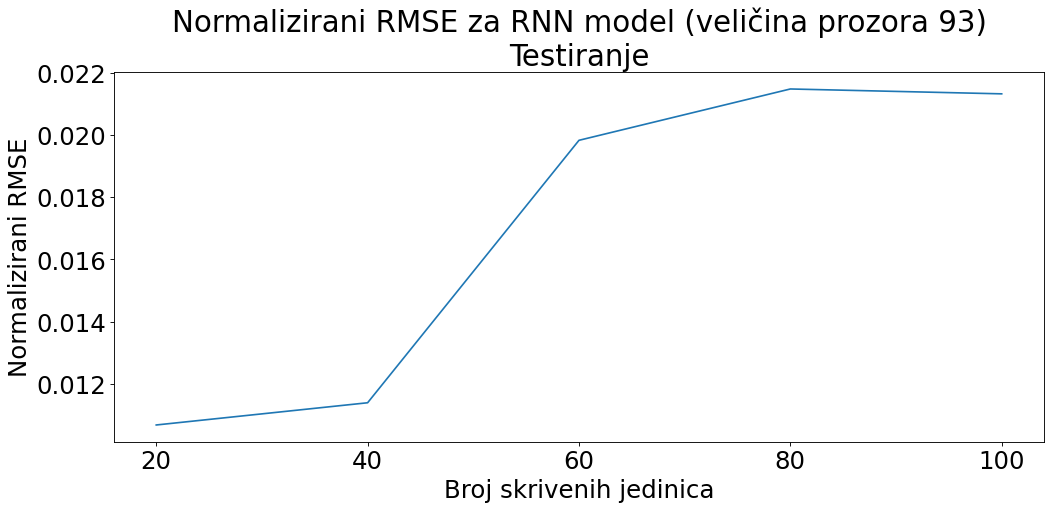 Normalizirani RMSE za RNN model (veličina prozora 93)
Testiranje
Normalizirani RMSE
0.022
0.020
0.018
0.016
0.014
0.012
20 40 60 80 100
Broj skrivenih jedinica